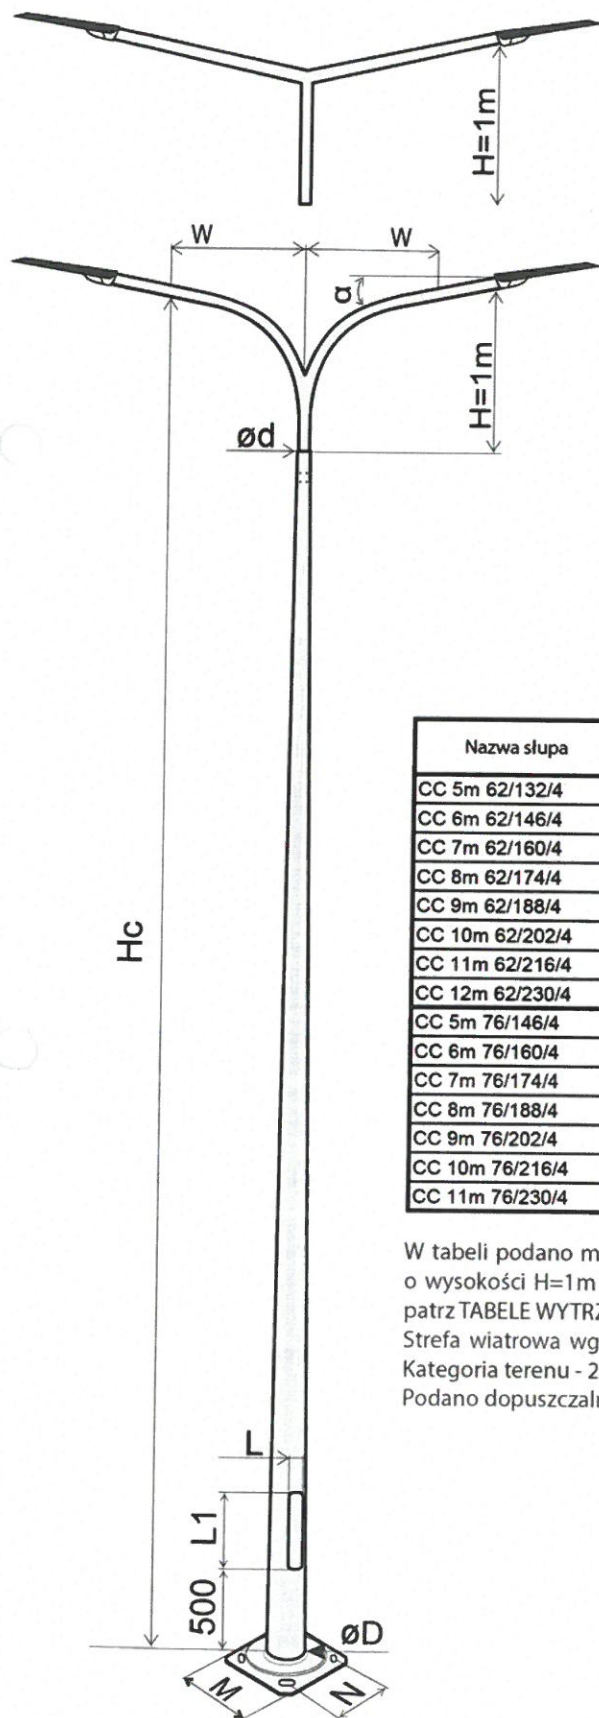 H=1m
W
W
α
H=1m
ød
Hc
Nazwa słupa
CC 5m 62/132/4
CC 6m 62/146/4
CC 7m 62/160/4
CC 8m 62/174/4
CC 9m 62/188/4
CC 10m 62/202/4
CC 11m 62/216/4
CC 12m 62/230/4
CC 5m 76/146/4
CC 6m 76/160/4
CC 7m 76/174/4
CC 8m 76/188/4
CC 9m 76/202/4
CC 10m 76/216/4
CC 11m 76/230/4
W tabeli podano m
o wysokości H=1m
patrz TABELE WYTRZ
Strefa wiatrowa wg
Kategoria terenu - 2
Podano dopuszczaln
L
L1
500
øD
M
N